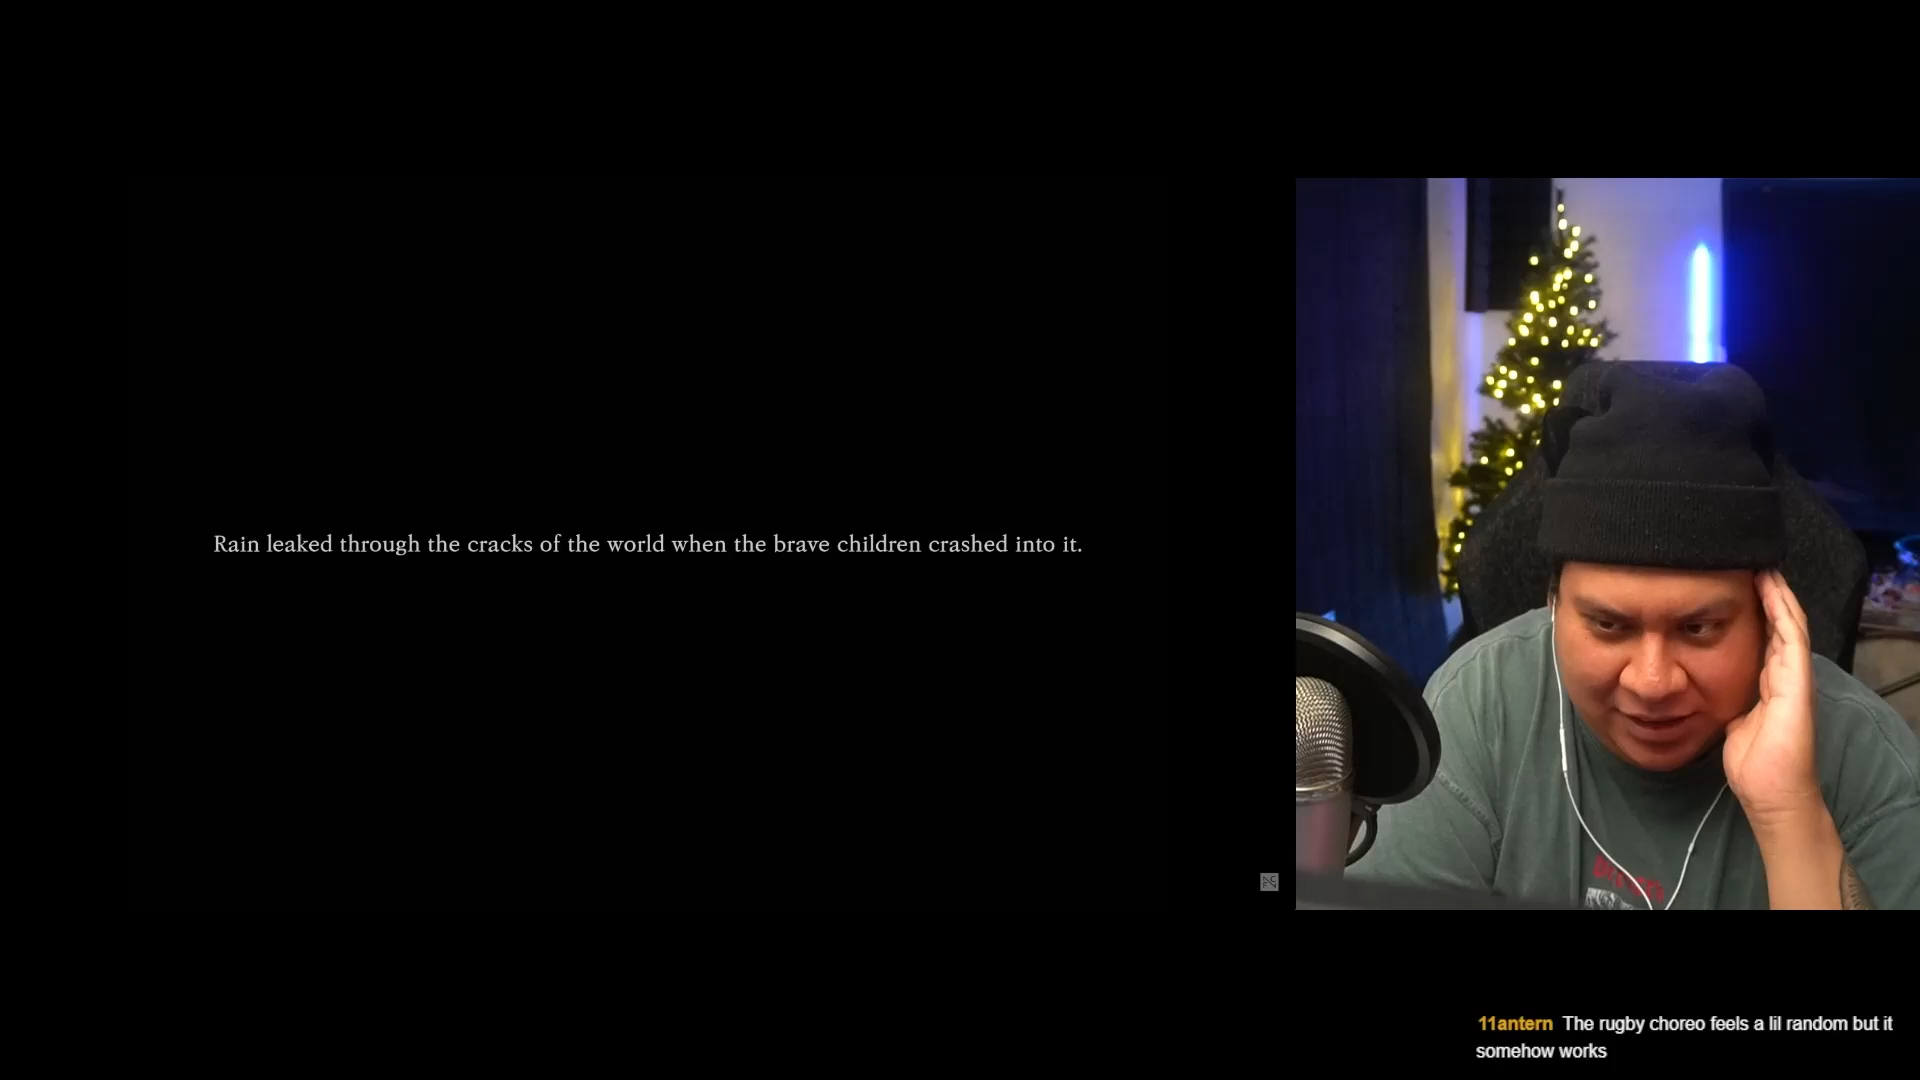 Rain leaked through the cracks of the world when the brave children crashed into it.
11antern The rugby choreo feels a lil random but it
somehow works